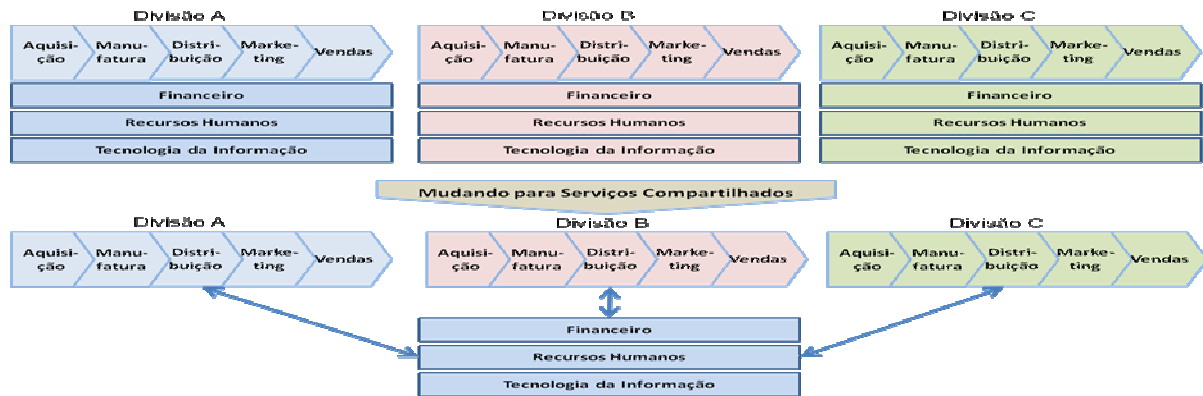 Divisão A
Divisão B
Divisão C
Aquisi-
ção
Manu-
fatura
Distri-
buição
Marke-
ting
Vendas
Aquisi-
ção
Manu-
fatura
Distri-
buição
Marke-
ting
Vendas
Aquisi-
ção
Manu-
fatura
Distri-
buição
Marke-
ting
Vendas
Financeiro
Financeiro
Financeiro
Recursos Humanos
Recursos Humanos
Recursos Humanos
Tecnologia da Informação
Tecnologia da Informação
Tecnologia da Informação
Mudando para Serviços Compartilhados
Divisão A
Divisão B
Divisão C
Aquisi-
ção
Manu-
fatura
Distri-
buição
Marke-
ting
Vendas
Aquisi-
ção
Manu-
fatura
Distri-
buição
Marke-
ting
Vendas
Aquisi-
ção
Manu-
fatura
Distri-
buição
Marke-
ting
Vendas
Financeiro
Recursos Humanos
Tecnologia da Informação